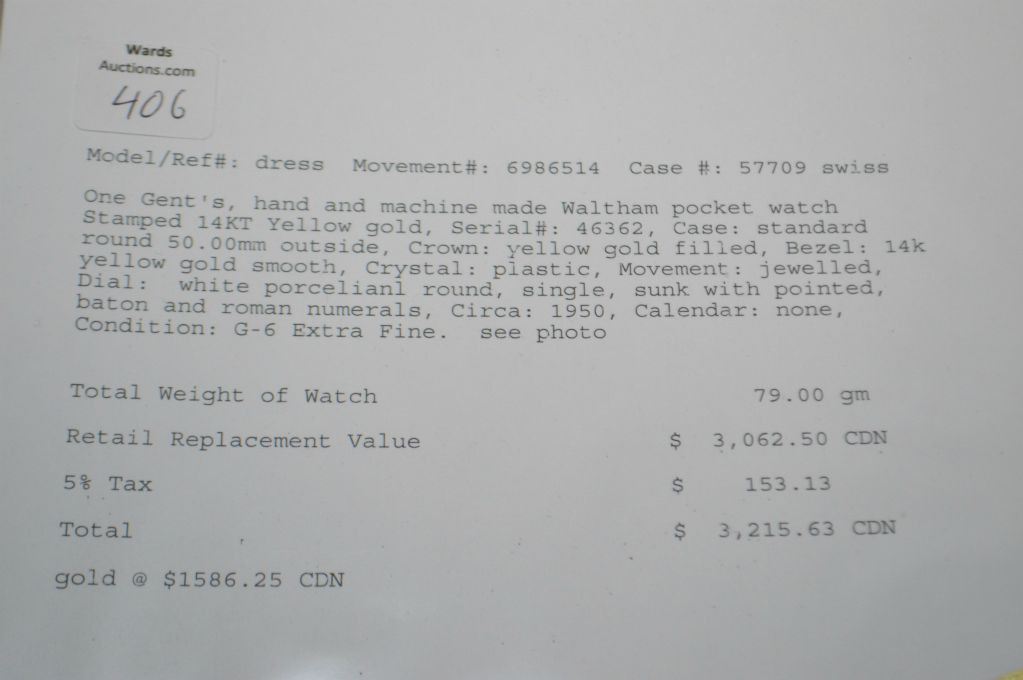 Wards
Auctions.com
406
Model/Ref#: dress Movement#: 6986514 Case #: 57709 swiss
One Gent's, hand and machine made Waltham pocket watch
Stamped 14KT Yellow gold, Serial#: 46362, Case: standard
round 50.00mm outside, Crown: yellow gold filled, Bezel: 14k
yellow gold smooth, Crystal: plastic, Movement: jewelled,
Dial: white porcelianl round, single, sunk with pointed,
baton and roman numerals, Circa: 1950, Calendar: none,
Condition: G-6 Extra Fine. see photo
Total Weight of Watch 79.00 gm
Retail Replacement Value $ 3,062.50 CDN
5% Tax $ 153.13
Total $ 3,215.63 CDN
gold @ $1586.25 CDN